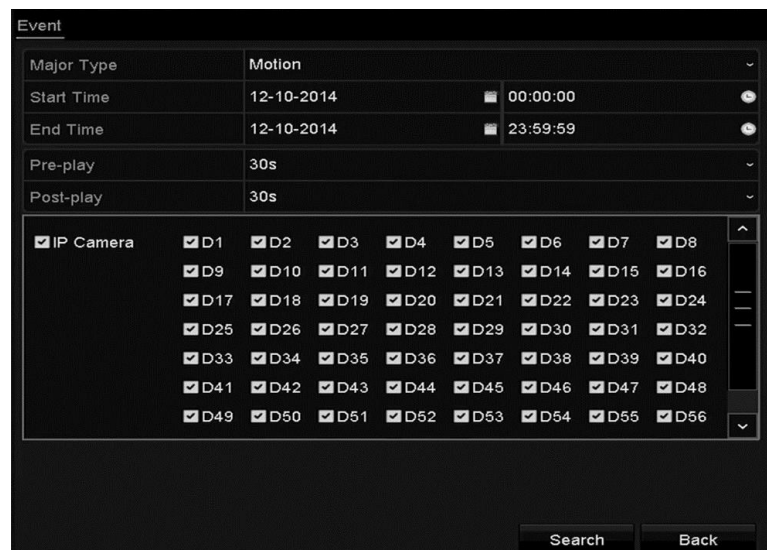 Event
Major Type Motion
Start Time 12-10-2014 00:00:00
End Time 12-10-2014 23:59:59
Pre-play 30s
Post-play 30s
IP Camera D1 D2 D3 D4 D5 D6 D7 D8
D9 D10 D11 D12 D13 D14 D15 D16
D17 D18 D19 D20 D21 D22 D23 D24
D25 D26 D27 D28 D29 D30 D31 D32
D33 D34 D35 D36 D37 D38 D39 D40
D41 D42 D43 D44 D45 D46 D47 D48
D49 D50 D51 D52 D53 D54 D55 D56
Search Back